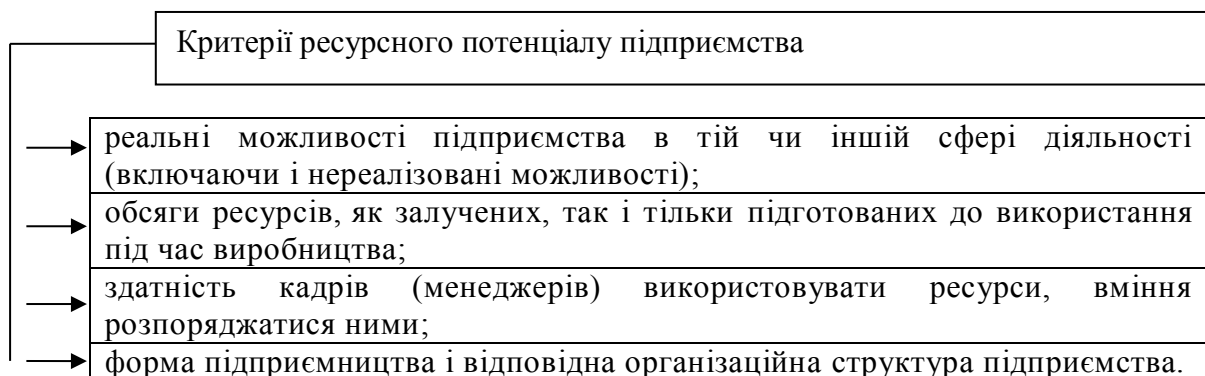 Критерії ресурсного потенціалу підприємства
реальні можливості підприємства в тій чи іншій сфері діяльності
(включаючи і нереалізовані можливості);
обсяги ресурсів, як залучених, так і тільки підготованих до використання
під час виробництва;
здатність кадрів (менеджерів) використовувати ресурси, вміння
розпоряджатися ними;
форма підприємництва і відповідна організаційна структура підприємства.